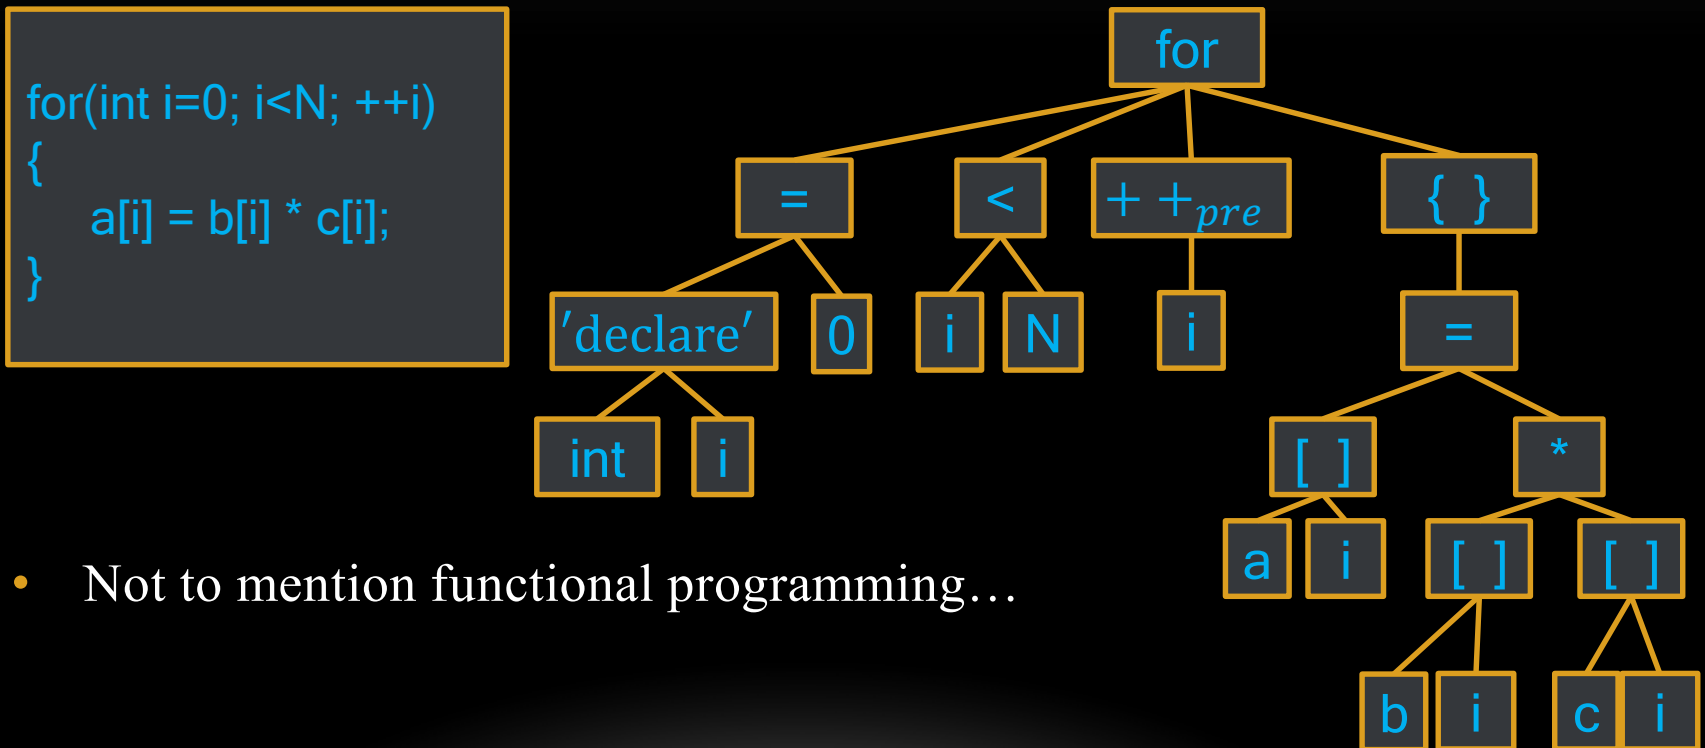 for(int i=0; i<N; ++i)
{
a[i] = b[i] * c[i];
}
for
= < + +pre { }
'declare' 0 i N i =
int i [ ] *
a i [ ] [ ]
• Not to mention functional programming…
b i c i